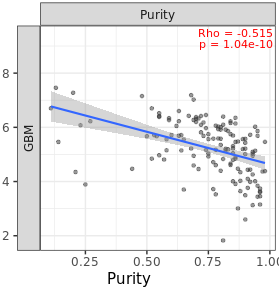 Purity
Rho = -0.515
p = 1.04e-10
GBM
8
6
4
2
0.25
0.50
0.75
1.00
Purity